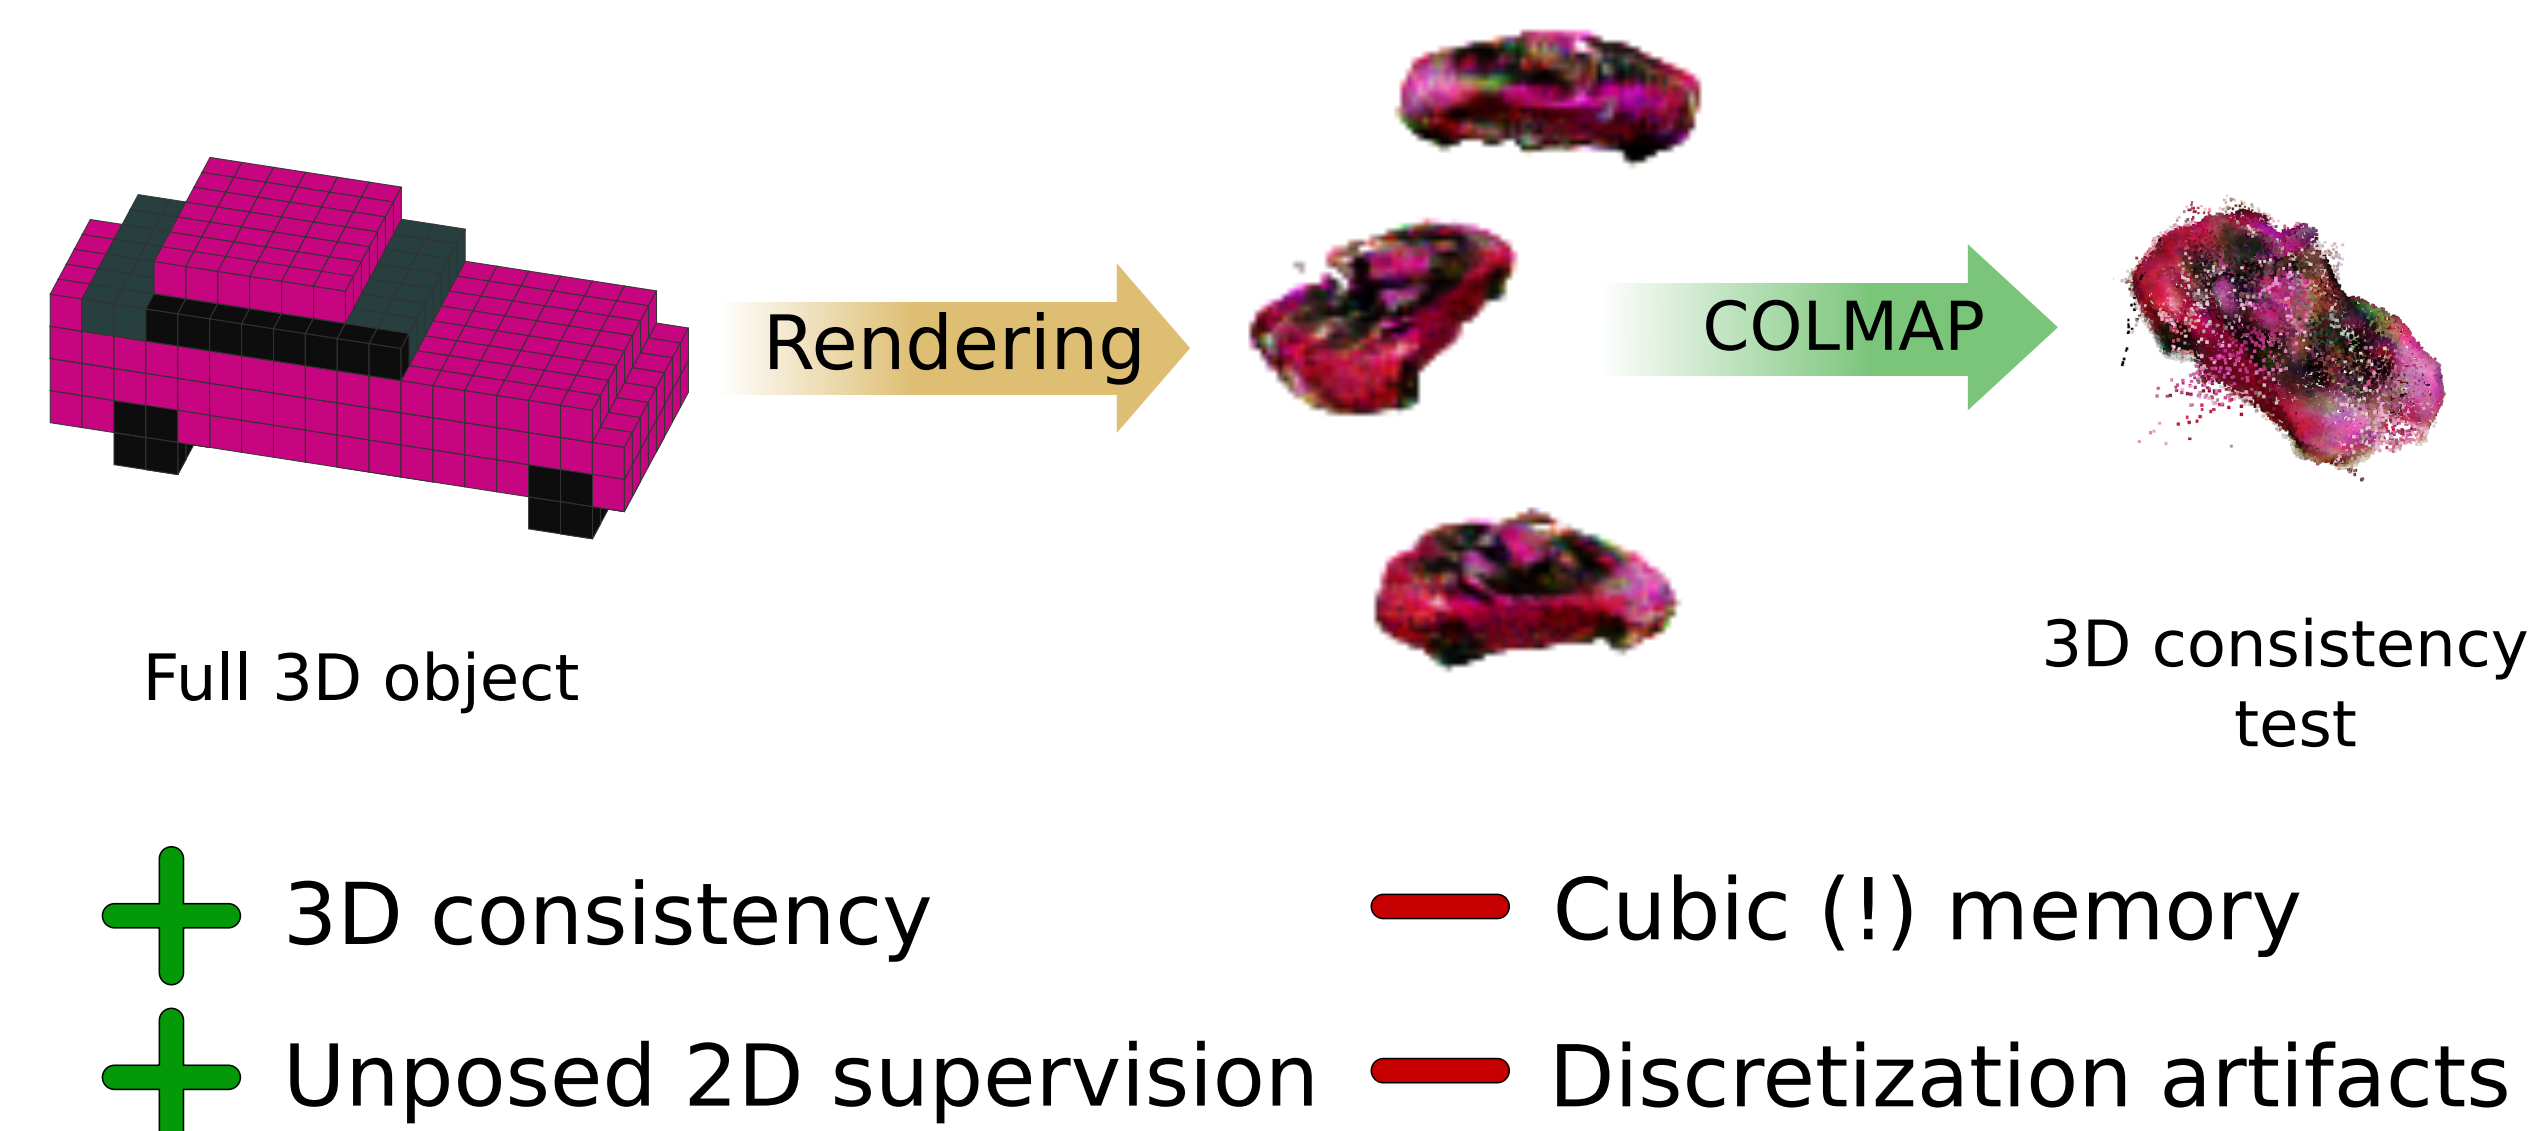 Rendering
COLMAP
Full 3D object
3D consistency
test
3D consistency
Cubic (!) memory
Unposed 2D supervision
Discretization artifacts